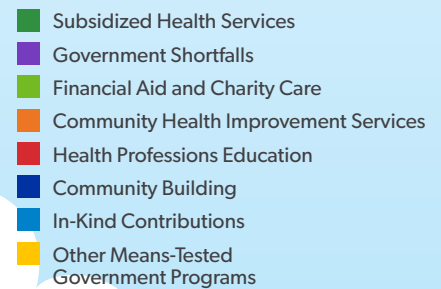 Subsidized Health Services
Government Shortfalls
Financial Aid and Charity Care
Community Health Improvement Services
Health Professions Education
Community Building
In-Kind Contributions
Other Means-Tested
Government Programs